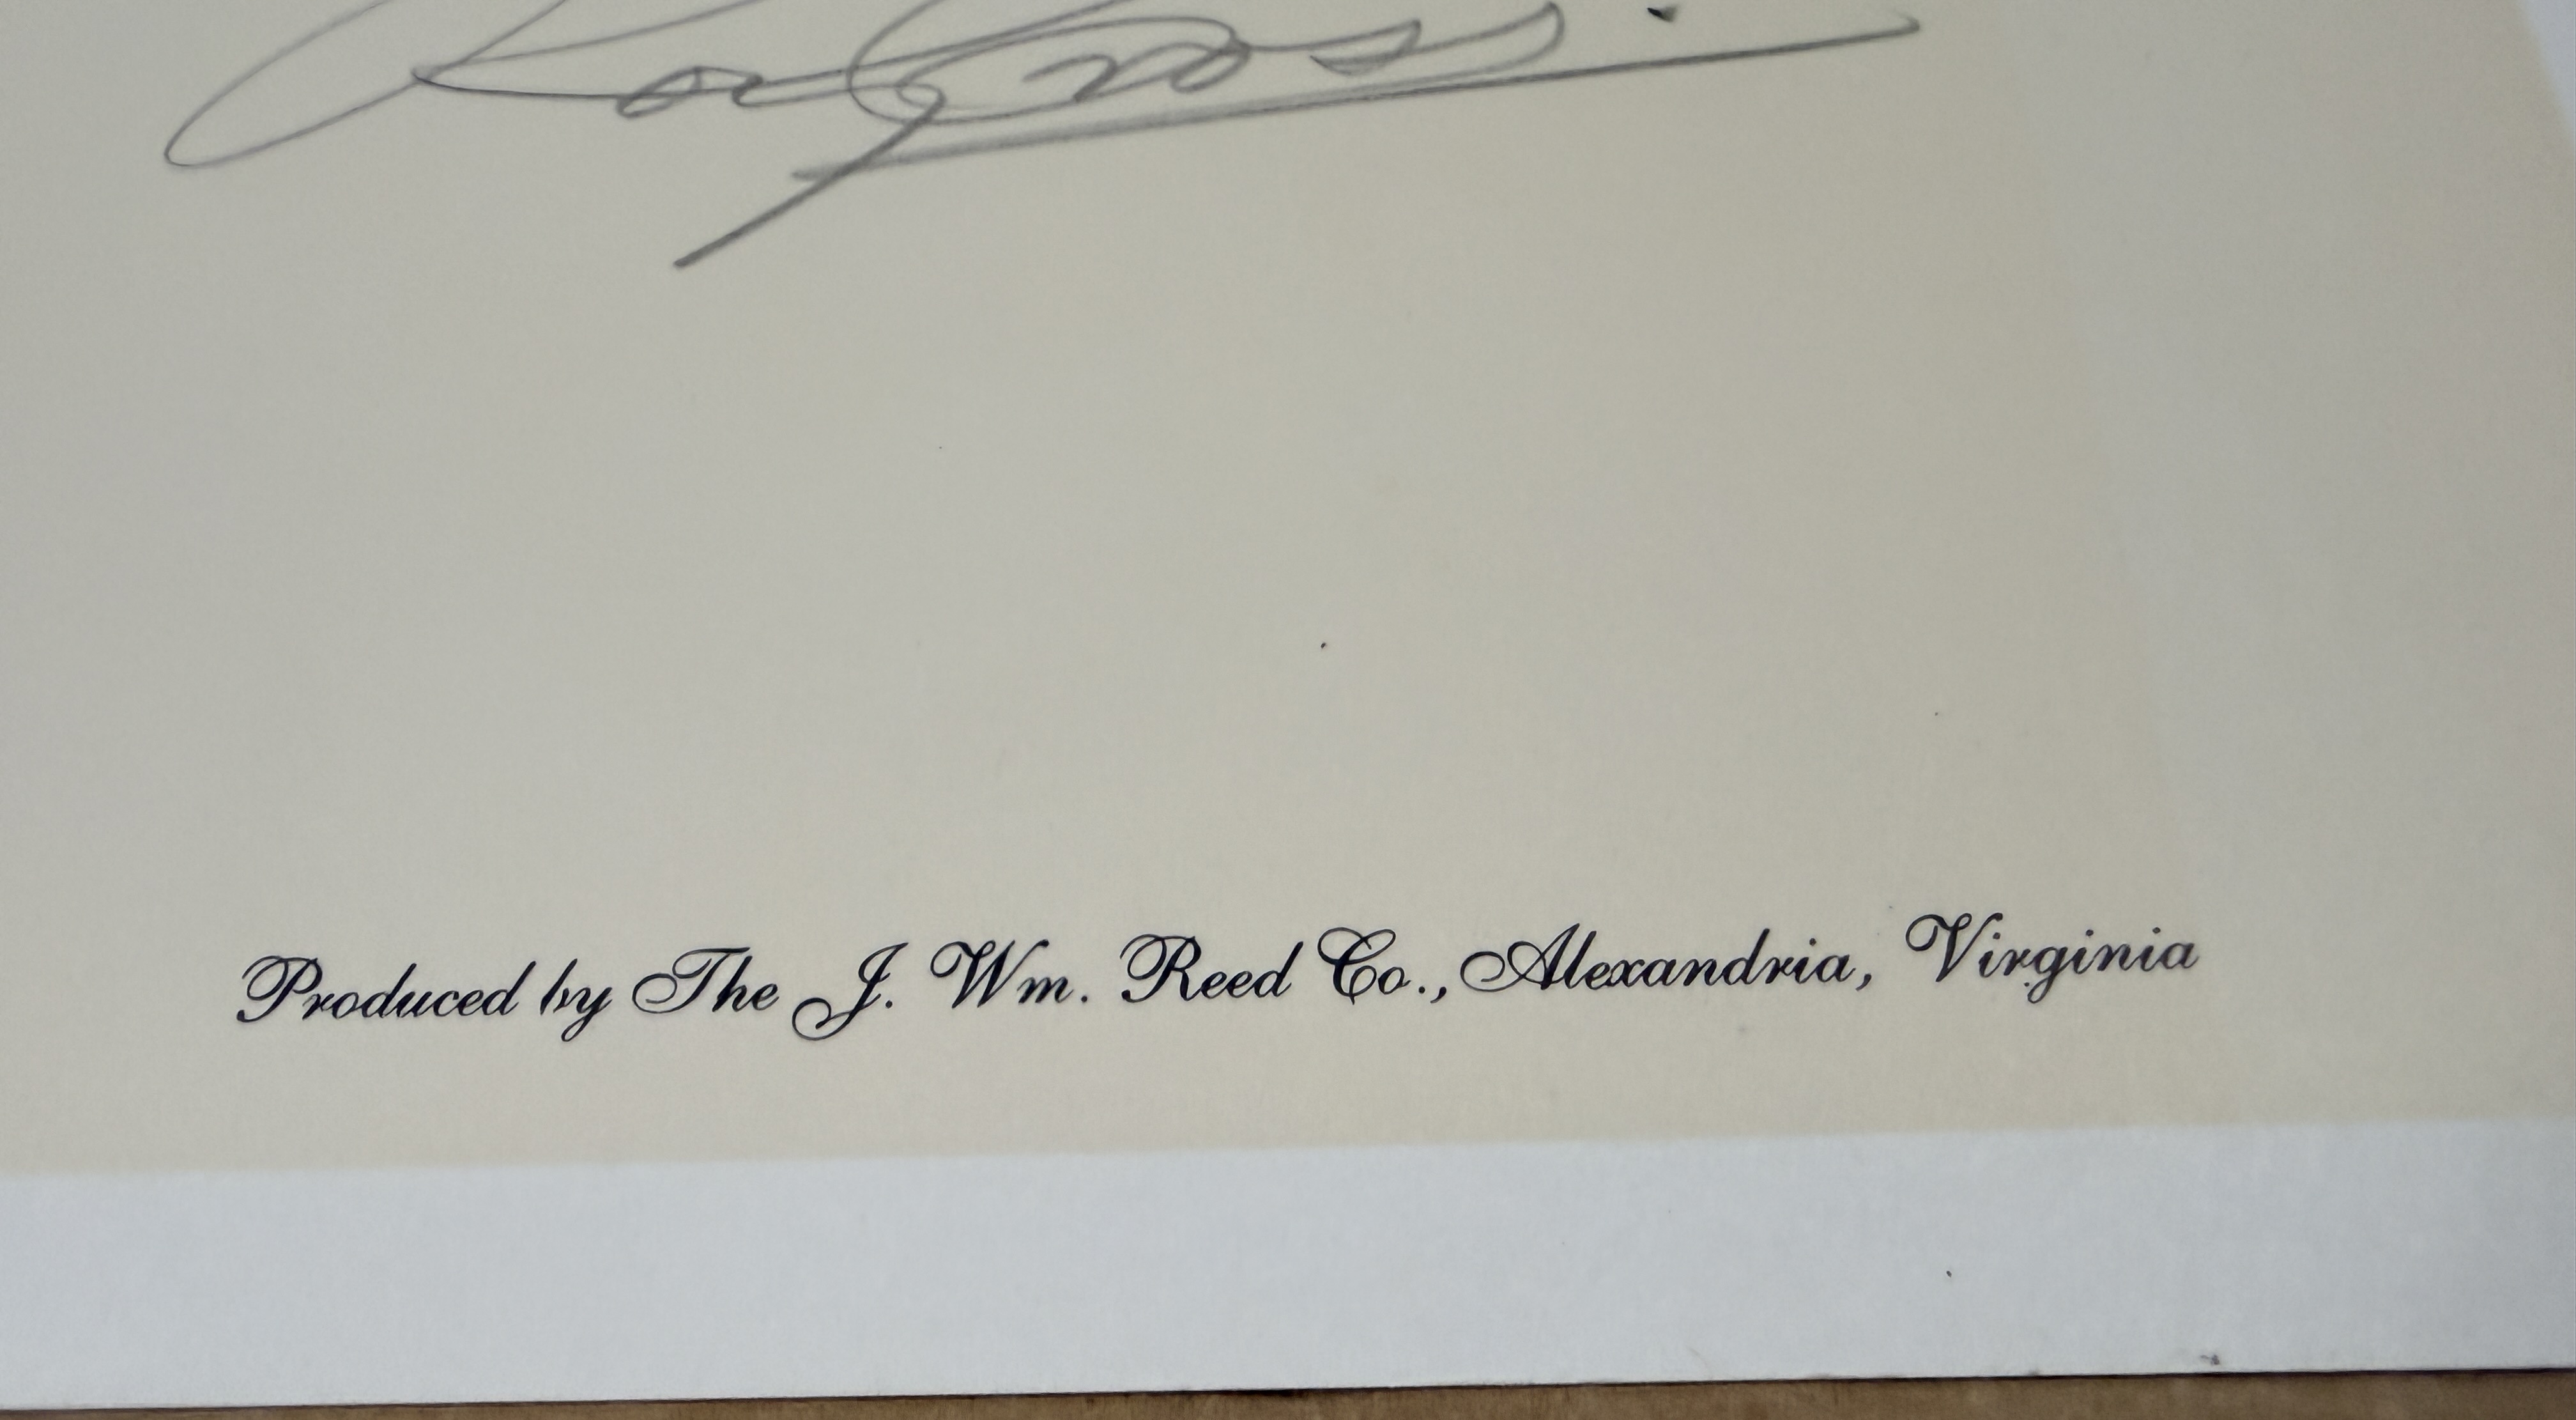 Produced by The J. Wm. Reed Co., Alexandria, Virginia